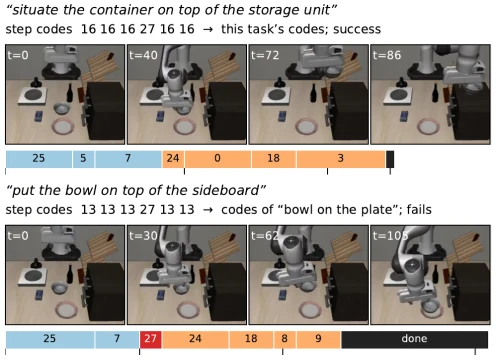 “situate the container on top of the storage unit”
step codes 16 16 16 27 16 16 → this task’s codes; success
t=0 t=40 t=72 t=86
25 5 7 24 0 18 3
“put the bowl on top of the sideboard”
step codes 13 13 13 27 13 13 → codes of “bowl on the plate”; fails
t=0 t=30 t=62 t=105
25 7 27 24 18 8 9 done